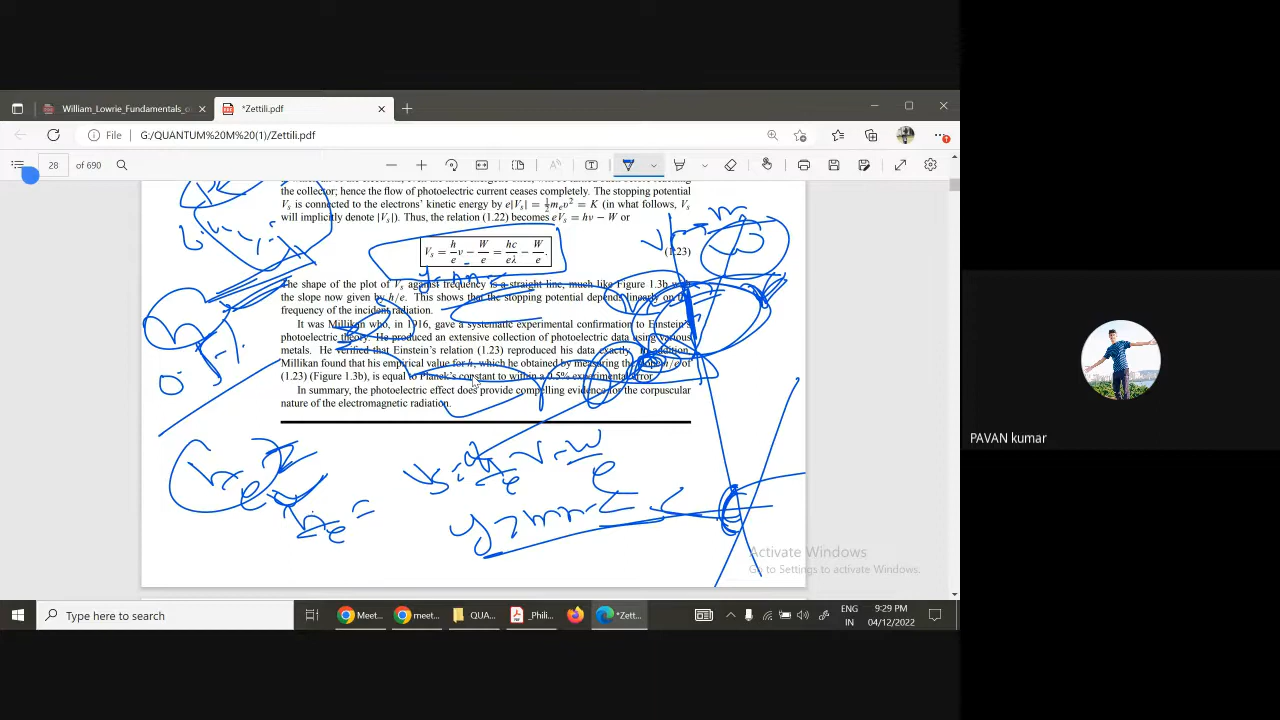 William_Lowrie_Fundamentals_o
*Zettili.pdf
File G:/QUANTUM%20M%20(1)/Zettili.pdf
28 of 690
the collector; hence the flow of photoelectric current ceases completely. The stopping potential
Vs is connected to the electrons' kinetic energy by e|Vs| = ½mₑv² = K (in what follows, Vs
will implicitly denote |Vs|). Thus, the relation (1.22) becomes eVs = hν − W or
Vs = h/e ν − W/e = hc/eλ − W/e. (1.23)
The shape of the plot of Vs against frequency is a straight line, much like Figure 1.3b with
the slope now given by h/e. This shows that the stopping potential depends linearly on the
frequency of the incident radiation.
It was Millikan who, in 1916, gave a systematic experimental confirmation to Einstein's
photoelectric theory. He produced an extensive collection of photoelectric data using various
metals. He verified that Einstein's relation (1.23) reproduced his data exactly. In addition,
Millikan found that his empirical value for h, which he obtained by measuring the slope h/e of
(1.23) (Figure 1.3b), is equal to Planck's constant to within a 0.5% experimental error.
In summary, the photoelectric effect does provide compelling evidence for the corpuscular
nature of the electromagnetic radiation.
PAVAN kumar
Activate Windows
Go to Settings to activate Windows.
Type here to search
Meet...
meet...
QUA...
_Phili...
*Zett...
ENG
IN
9:29 PM
04/12/2022